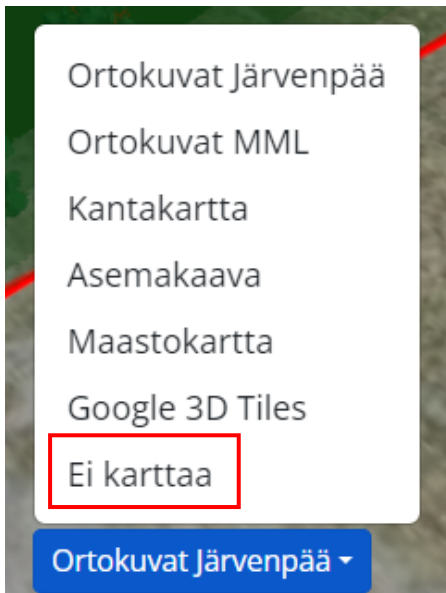 Ortokuvat Järvenpää
Ortokuvat MML
Kantakartta
Asemakaava
Maastokartta
Google 3D Tiles
Ei karttaa
Ortokuvat Järvenpää